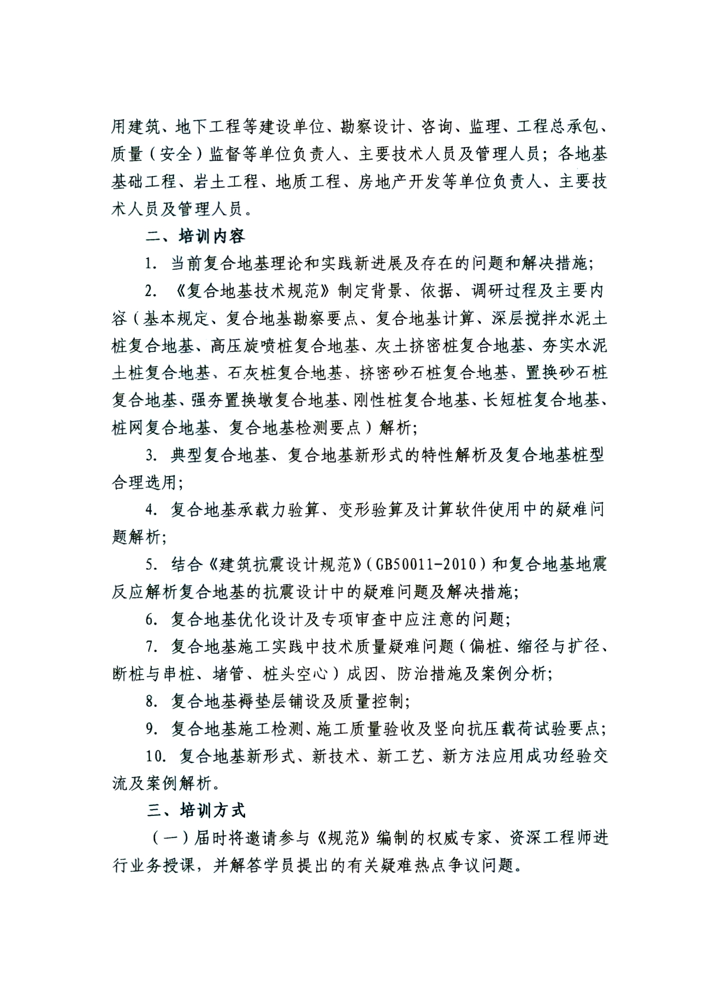 用建筑、地下工程等建设单位、勘察设计、咨询、监理、工程总承包、
质量（安全）监督等单位负责人、主要技术人员及管理人员；各地基
基础工程、岩土工程、地质工程、房地产开发等单位负责人、主要技
术人员及管理人员。
二、培训内容
1. 当前复合地基理论和实践新进展及存在的问题和解决措施；
2. 《复合地基技术规范》制定背景、依据、调研过程及主要内
容（基本规定、复合地基勘察要点、复合地基计算、深层搅拌水泥土
桩复合地基、高压旋喷桩复合地基、灰土挤密桩复合地基、夯实水泥
土桩复合地基、石灰桩复合地基、挤密砂石桩复合地基、置换砂石桩
复合地基、强夯置换墩复合地基、刚性桩复合地基、长短桩复合地基、
桩网复合地基、复合地基检测要点）解析；
3. 典型复合地基、复合地基新形式的特性解析及复合地基桩型
合理选用；
4. 复合地基承载力验算、变形验算及计算软件使用中的疑难问
题解析；
5. 结合《建筑抗震设计规范》（GB50011-2010）和复合地基地震
反应解析复合地基的抗震设计中的疑难问题及解决措施；
6. 复合地基优化设计及专项审查中应注意的问题；
7. 复合地基施工实践中技术质量疑难问题（偏桩、缩径与扩径、
断桩与串桩、堵管、桩头空心）成因、防治措施及案例分析；
8. 复合地基褥垫层铺设及质量控制；
9. 复合地基施工检测、施工质量验收及竖向抗压载荷试验要点；
10. 复合地基新形式、新技术、新工艺、新方法应用成功经验交
流及案例解析。
三、培训方式
（一）届时将邀请参与《规范》编制的权威专家、资深工程师进
行业务授课，并解答学员提出的有关疑难热点争议问题。